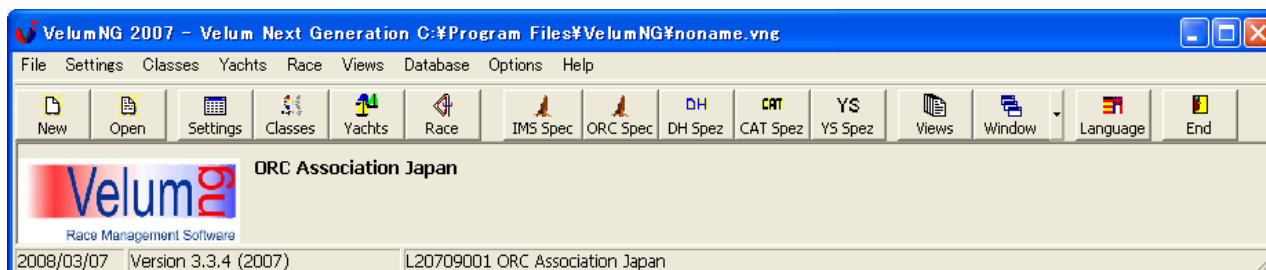 VelumNG 2007 - Velum Next Generation C:¥Program Files¥VelumNG¥noname.vng
File Settings Classes Yachts Race Views Database Options Help
DH CAT YS
New Open Settings Classes Yachts Race IMS Spec ORC Spec DH Spez CAT Spez YS Spez Views Window Language End
ORC Association Japan
Velum ng
Race Management Software
2008/03/07 Version 3.3.4 (2007) L20709001 ORC Association Japan